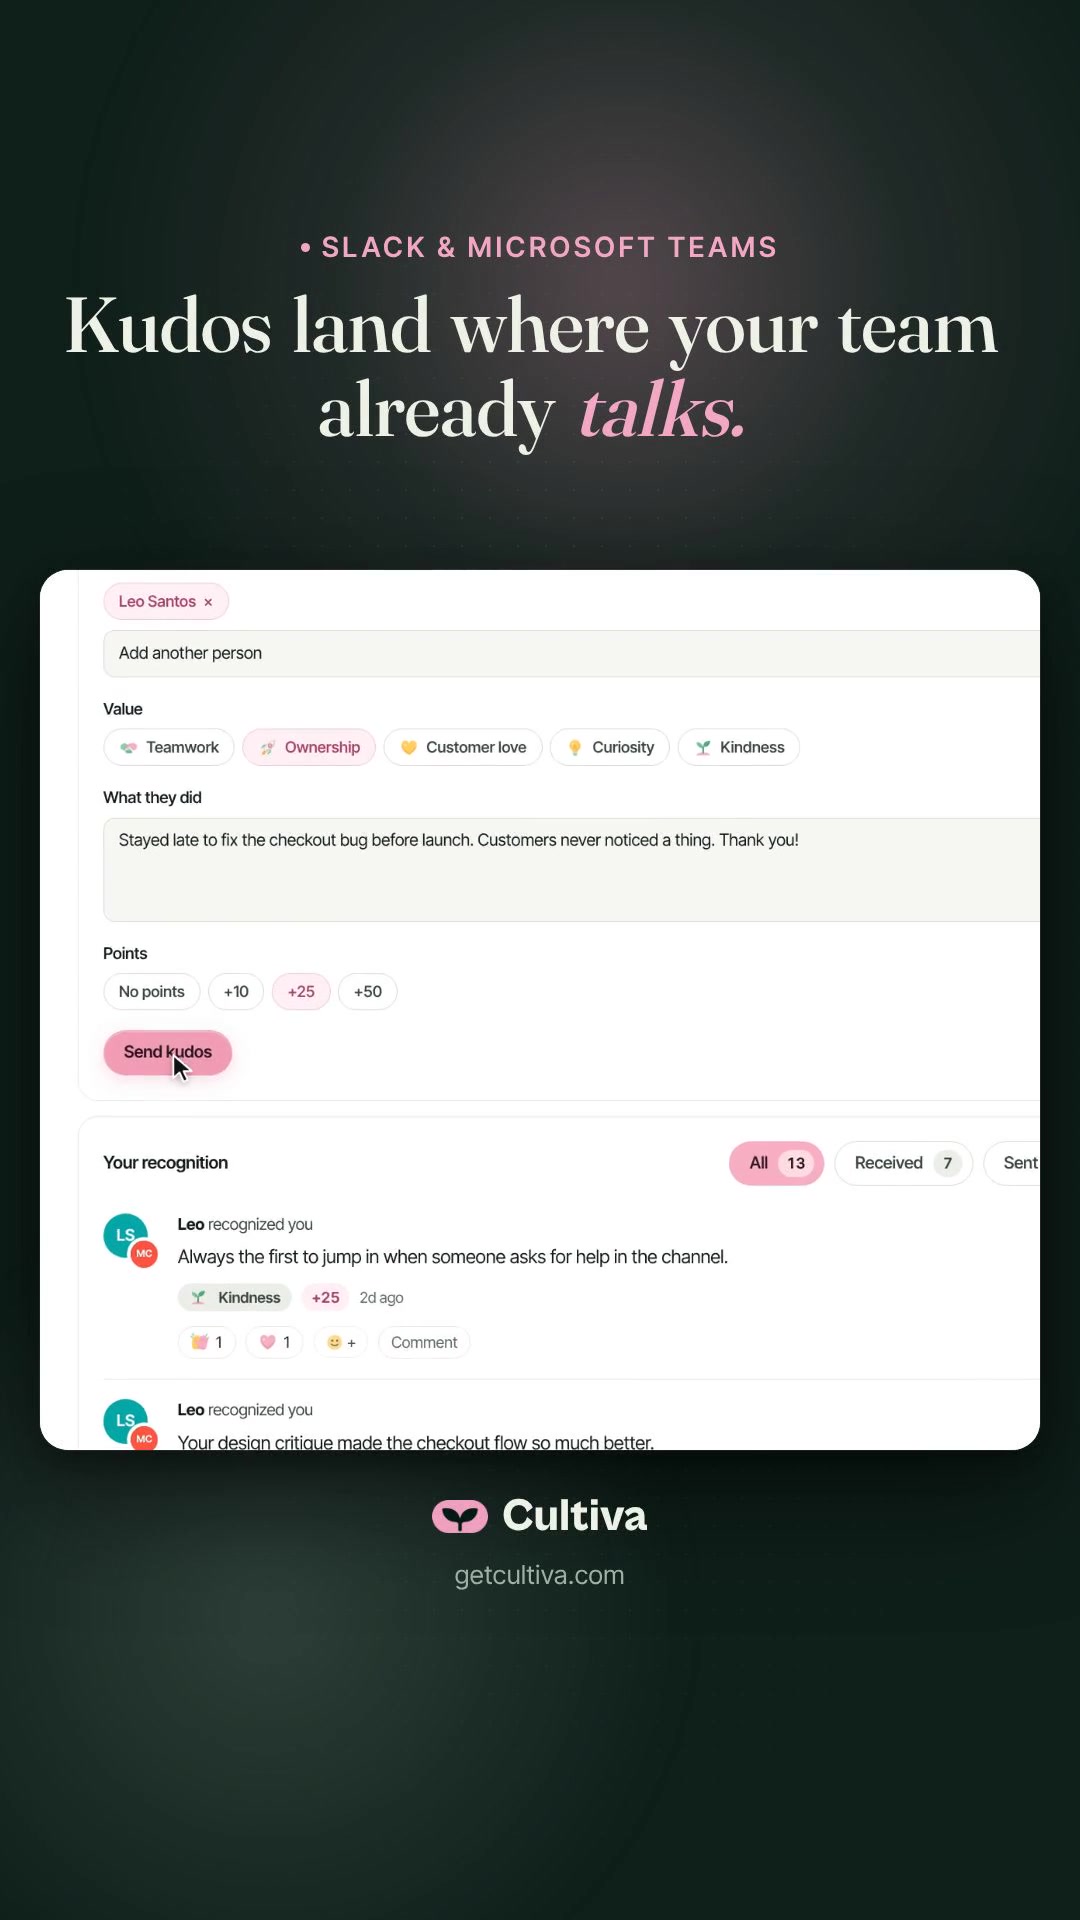 • SLACK & MICROSOFT TEAMS
Kudos land where your team
already talks.
Leo Santos ×
Add another person
Value
Teamwork Ownership Customer love Curiosity Kindness
What they did
Stayed late to fix the checkout bug before launch. Customers never noticed a thing. Thank you!
Points
No points +10 +25 +50
Send kudos
Your recognition All 13 Received 7 Sent
LS MC Leo recognized you
Always the first to jump in when someone asks for help in the channel.
Kindness +25 2d ago
1 1 + Comment
LS MC Leo recognized you
Your design critique made the checkout flow so much better.
Cultiva
getcultiva.com